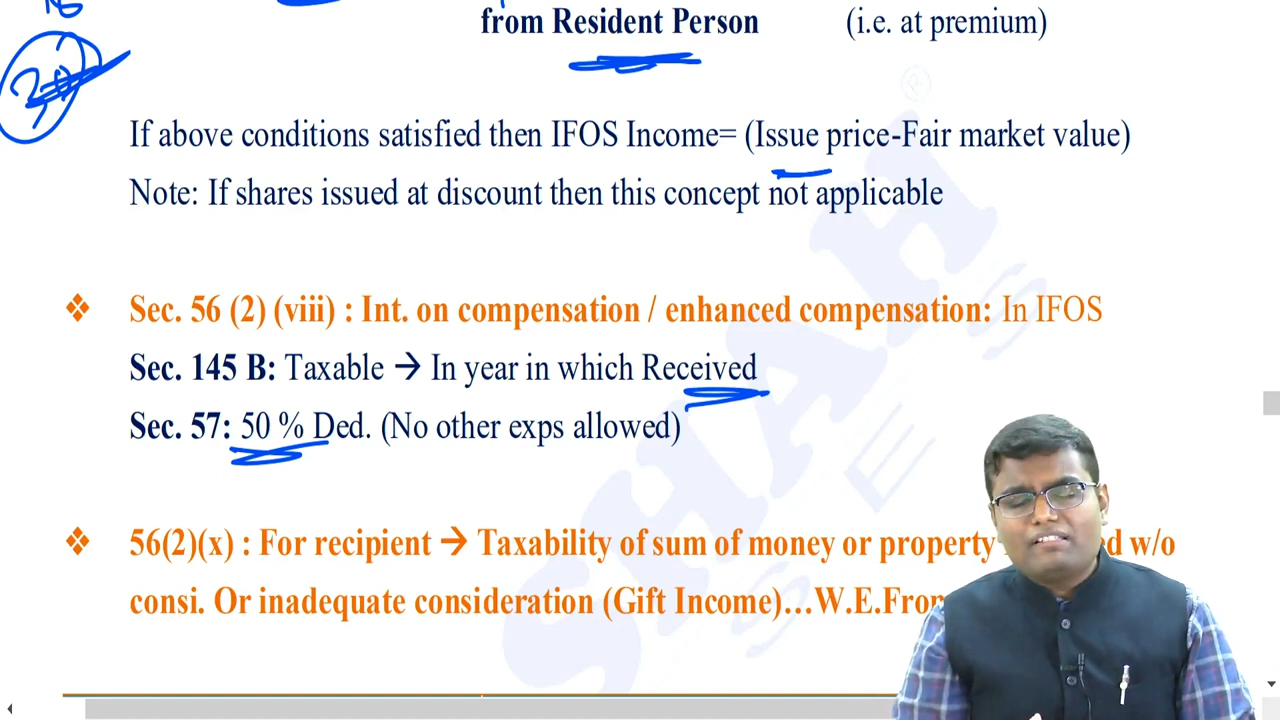 from Resident Person (i.e. at premium)
If above conditions satisfied then IFOS Income= (Issue price-Fair market value)
Note: If shares issued at discount then this concept not applicable
❖ Sec. 56 (2) (viii) : Int. on compensation / enhanced compensation: In IFOS
Sec. 145 B: Taxable → In year in which Received
Sec. 57: 50 % Ded. (No other exps allowed)
❖ 56(2)(x) : For recipient → Taxability of sum of money or property w/o
consi. Or inadequate consideration (Gift Income)…W.E.From
SHAH